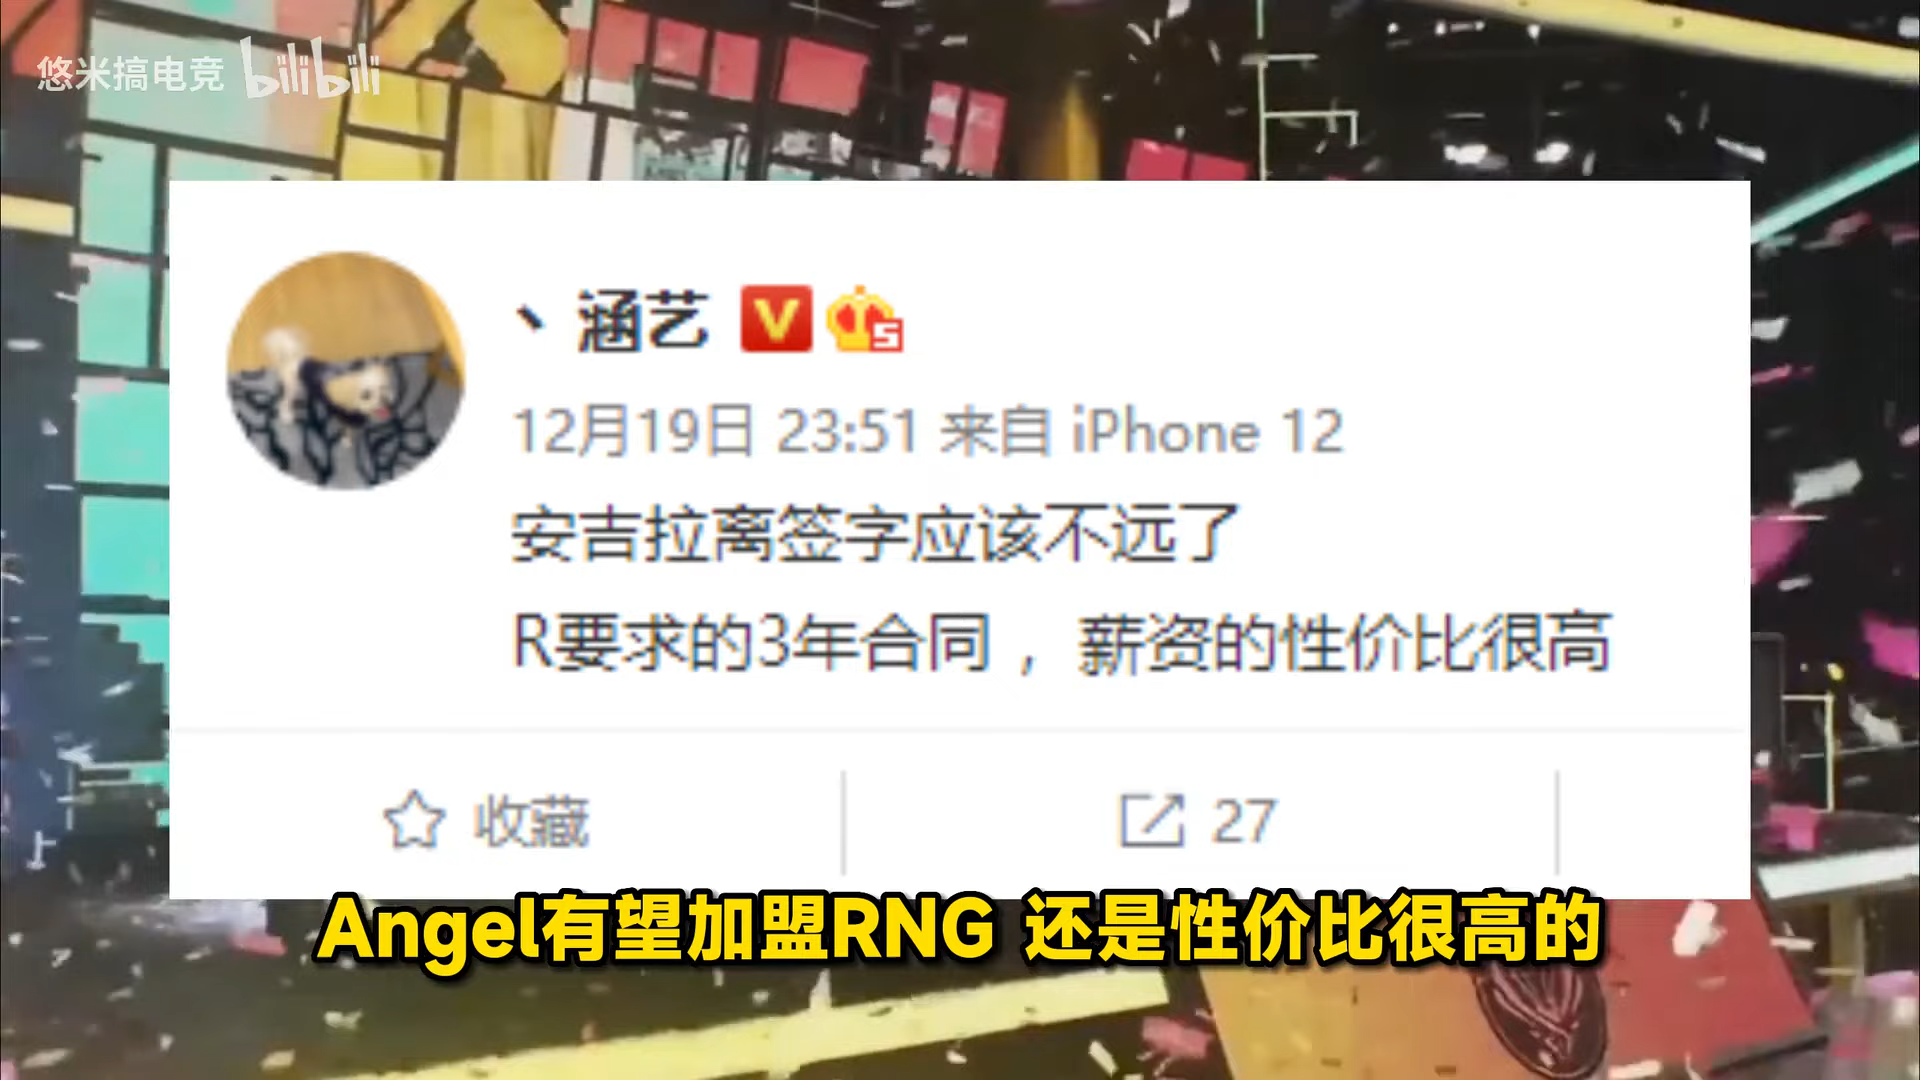 悠米搞电竞 bilibili
丶涵艺
12月19日 23:51 来自 iPhone 12
安吉拉离签字应该不远了
R要求的3年合同，薪资的性价比很高
收藏 27
Angel有望加盟RNG 还是性价比很高的